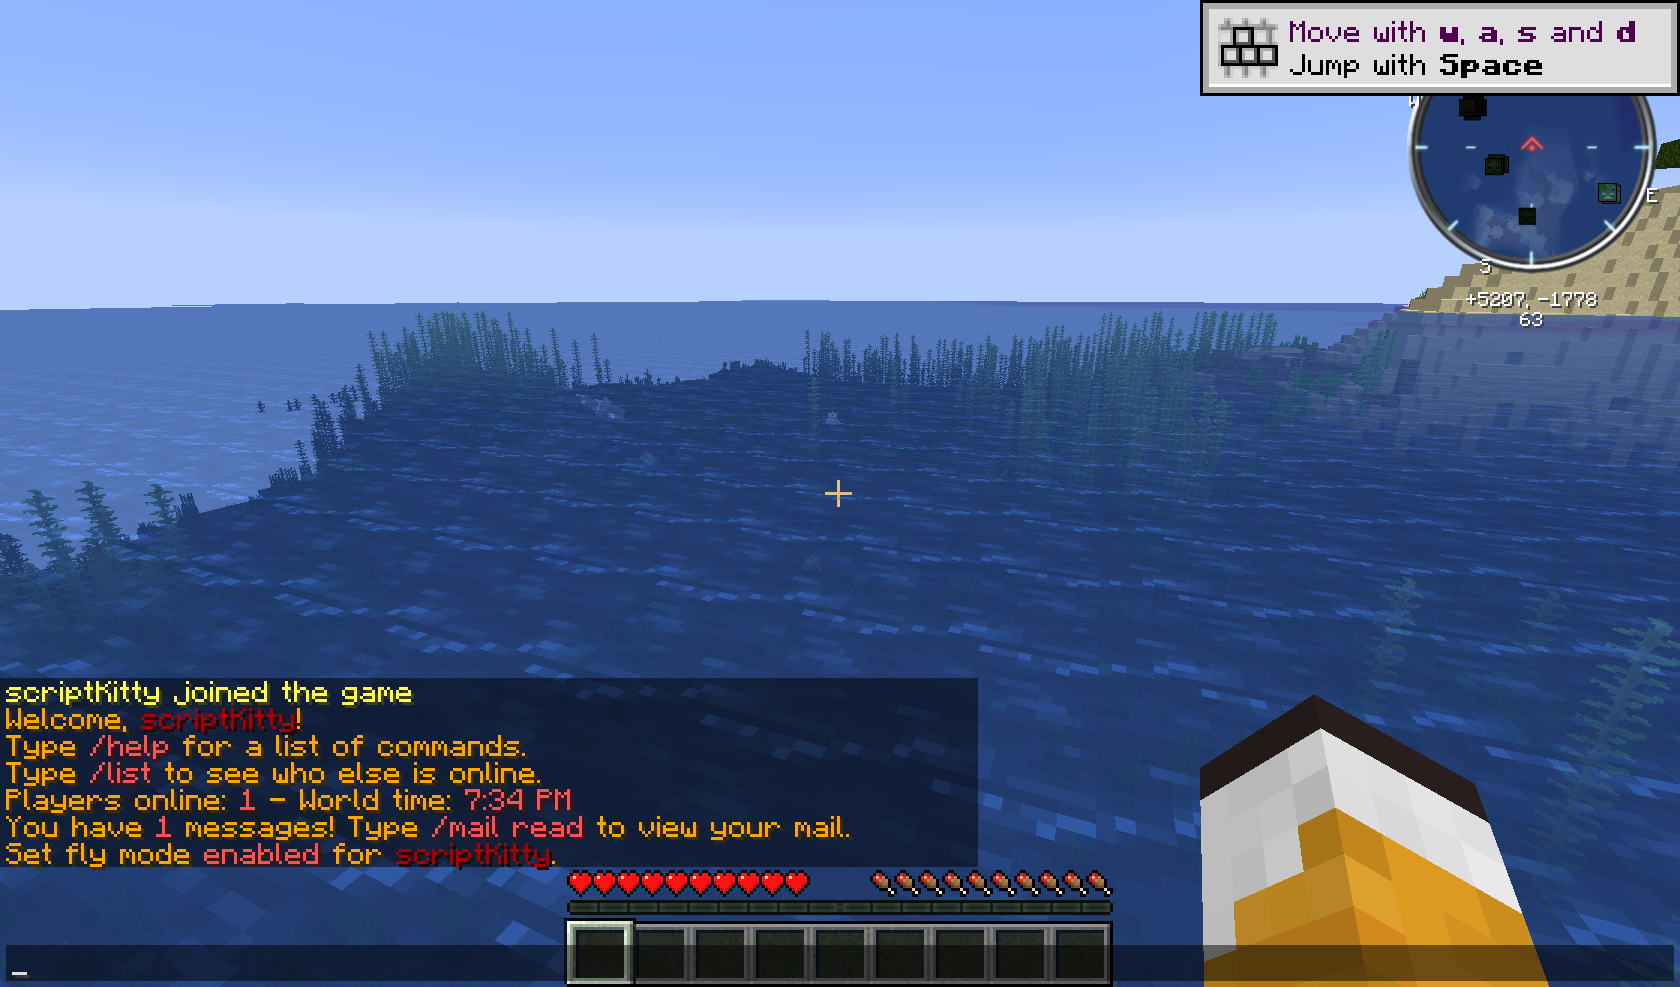 Move with w, a, s and d
Jump with Space
W
E
S
+5207, -1778
63
scriptKitty joined the game
Welcome, scriptKitty!
Type /help for a list of commands.
Type /list to see who else is online.
Players online: 1 - World time: 7:34 PM
You have 1 messages! Type /mail read to view your mail.
Set fly mode enabled for scriptKitty.
_